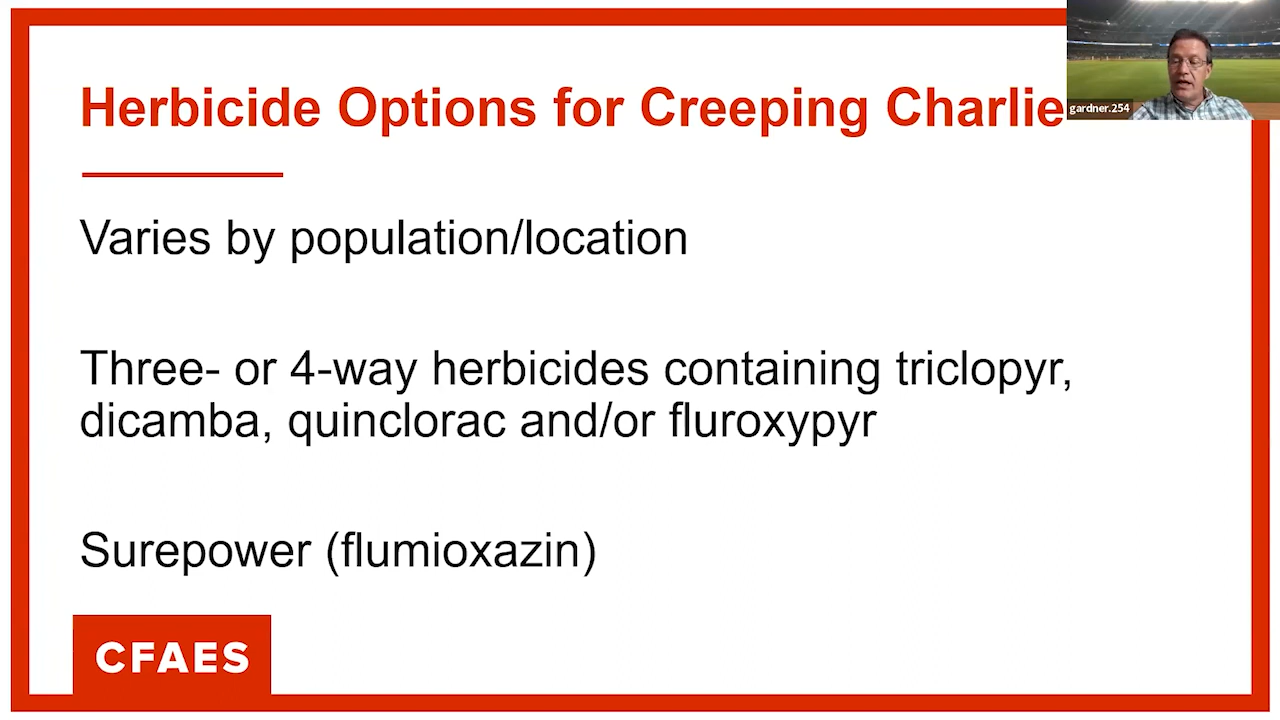 Herbicide Options for Creeping Charlie
gardner.254
Varies by population/location
Three- or 4-way herbicides containing triclopyr,
dicamba, quinclorac and/or fluroxypyr
Surepower (flumioxazin)
CFAES